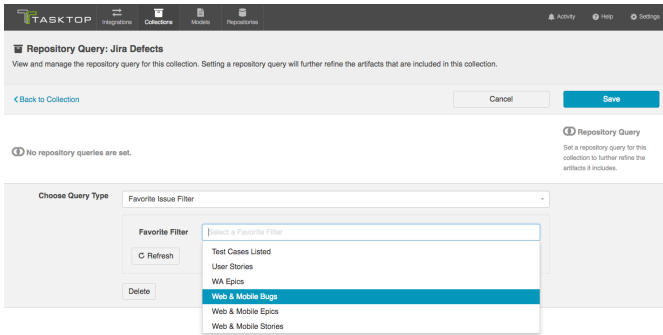 TASKTOP
Integrations
Collections
Models
Repositories
Activity
Help
Settings
Repository Query: Jira Defects
View and manage the repository query for this collection. Setting a repository query will further refine the artifacts that are included in this collection.
Back to Collection
Cancel
Save
No repository queries are set.
Repository Query
Set a repository query for this
collection to further refine the
artifacts it includes.
Choose Query Type
Favorite Issue Filter
Favorite Filter
Select a Favorite Filter
Refresh
Test Cases Listed
User Stories
WA Epics
Web & Mobile Bugs
Web & Mobile Epics
Web & Mobile Stories
Delete